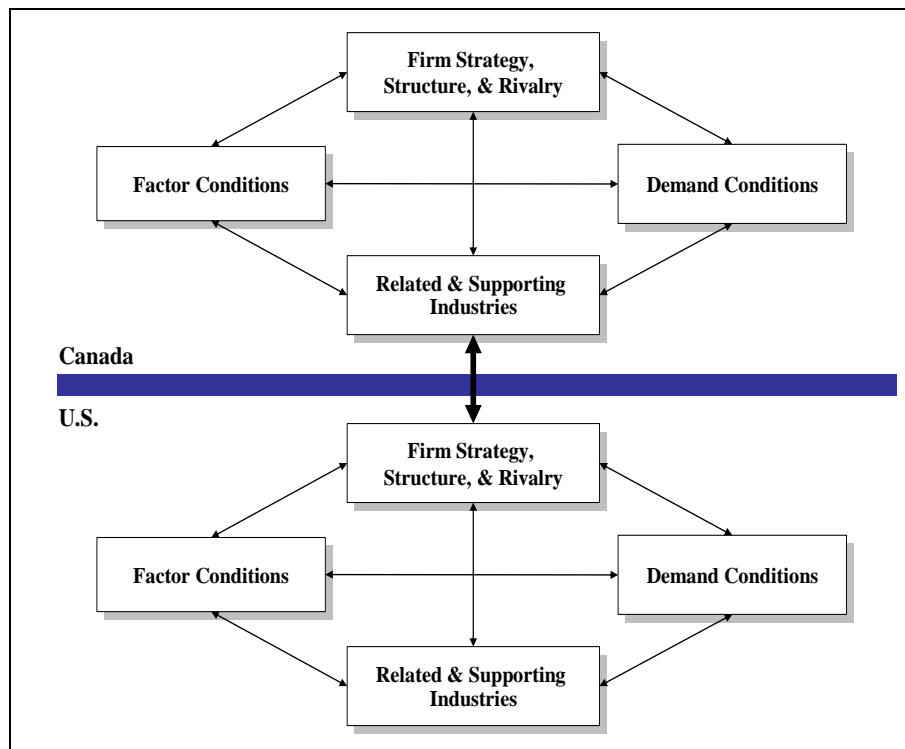 Firm Strategy,
Structure, & Rivalry
Factor Conditions
Demand Conditions
Related & Supporting
Industries
Canada
U.S.
Firm Strategy,
Structure, & Rivalry
Factor Conditions
Demand Conditions
Related & Supporting
Industries